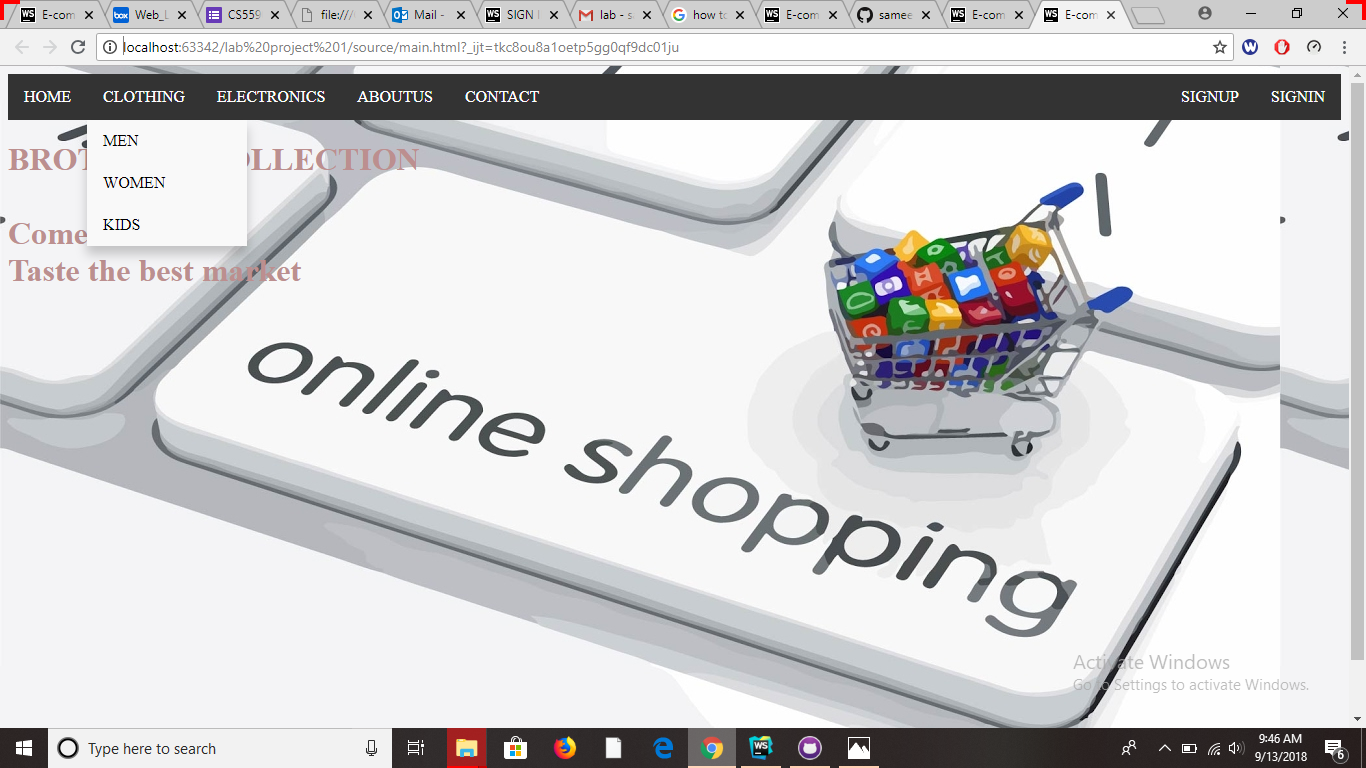 E-com Web_L CS559 file:/// Mail - SIGN lab - s how to E-com samee E-com E-com
localhost:63342/lab%20project%201/source/main.html?_ijt=tkc8ou8a1oetp5gg0qf9dc01ju
HOME CLOTHING ELECTRONICS ABOUTUS CONTACT SIGNUP SIGNIN
MEN
BROT OLLECTION
WOMEN
KIDS
Come
Taste the best market
online shopping
Activate Windows
Go to Settings to activate Windows.
Type here to search
9:46 AM
9/13/2018
6